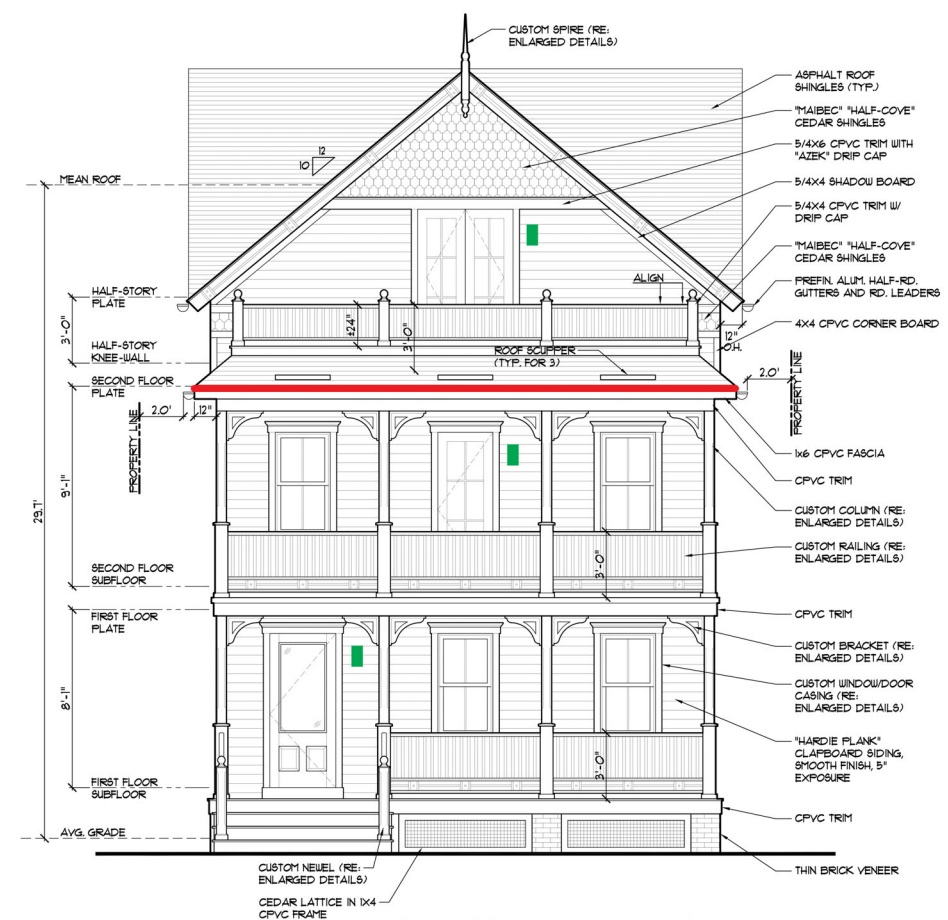 CUSTOM SPIRE (RE:
ENLARGED DETAILS)
ASPHALT ROOF
SHINGLES (TYP.)
"MAIBEC" "HALF-COVE"
CEDAR SHINGLES
5/4X6 CPVC TRIM WITH
"AZEK" DRIP CAP
5/4X4 SHADOW BOARD
5/4X4 CPVC TRIM W/
DRIP CAP
"MAIBEC" "HALF-COVE"
CEDAR SHINGLES
PREFIN. ALUM. HALF-RD.
GUTTERS AND RD. LEADERS
4X4 CPVC CORNER BOARD
12"
O.H.
2.0'
PROPERTY LINE
1x6 CPVC FASCIA
CPVC TRIM
CUSTOM COLUMN (RE:
ENLARGED DETAILS)
CUSTOM RAILING (RE:
ENLARGED DETAILS)
CPVC TRIM
CUSTOM BRACKET (RE:
ENLARGED DETAILS)
CUSTOM WINDOW/DOOR
CASING (RE:
ENLARGED DETAILS)
"HARDIE PLANK"
CLAPBOARD SIDING,
SMOOTH FINISH, 5"
EXPOSURE
CPVC TRIM
THIN BRICK VENEER
12
10
MEAN ROOF
HALF-STORY
PLATE
3'-0"
HALF-STORY
KNEE-WALL
SECOND FLOOR
PLATE
2.0'
12"
PROPERTY LINE
9'-1"
29.7'
SECOND FLOOR
SUBFLOOR
FIRST FLOOR
PLATE
8'-1"
FIRST FLOOR
SUBFLOOR
AVG. GRADE
ALIGN
±24"
3'-0"
ROOF SCUPPER
(TYP. FOR 3)
3'-0"
3'-0"
CUSTOM NEWEL (RE:
ENLARGED DETAILS)
CEDAR LATTICE IN 1X4
CPVC FRAME